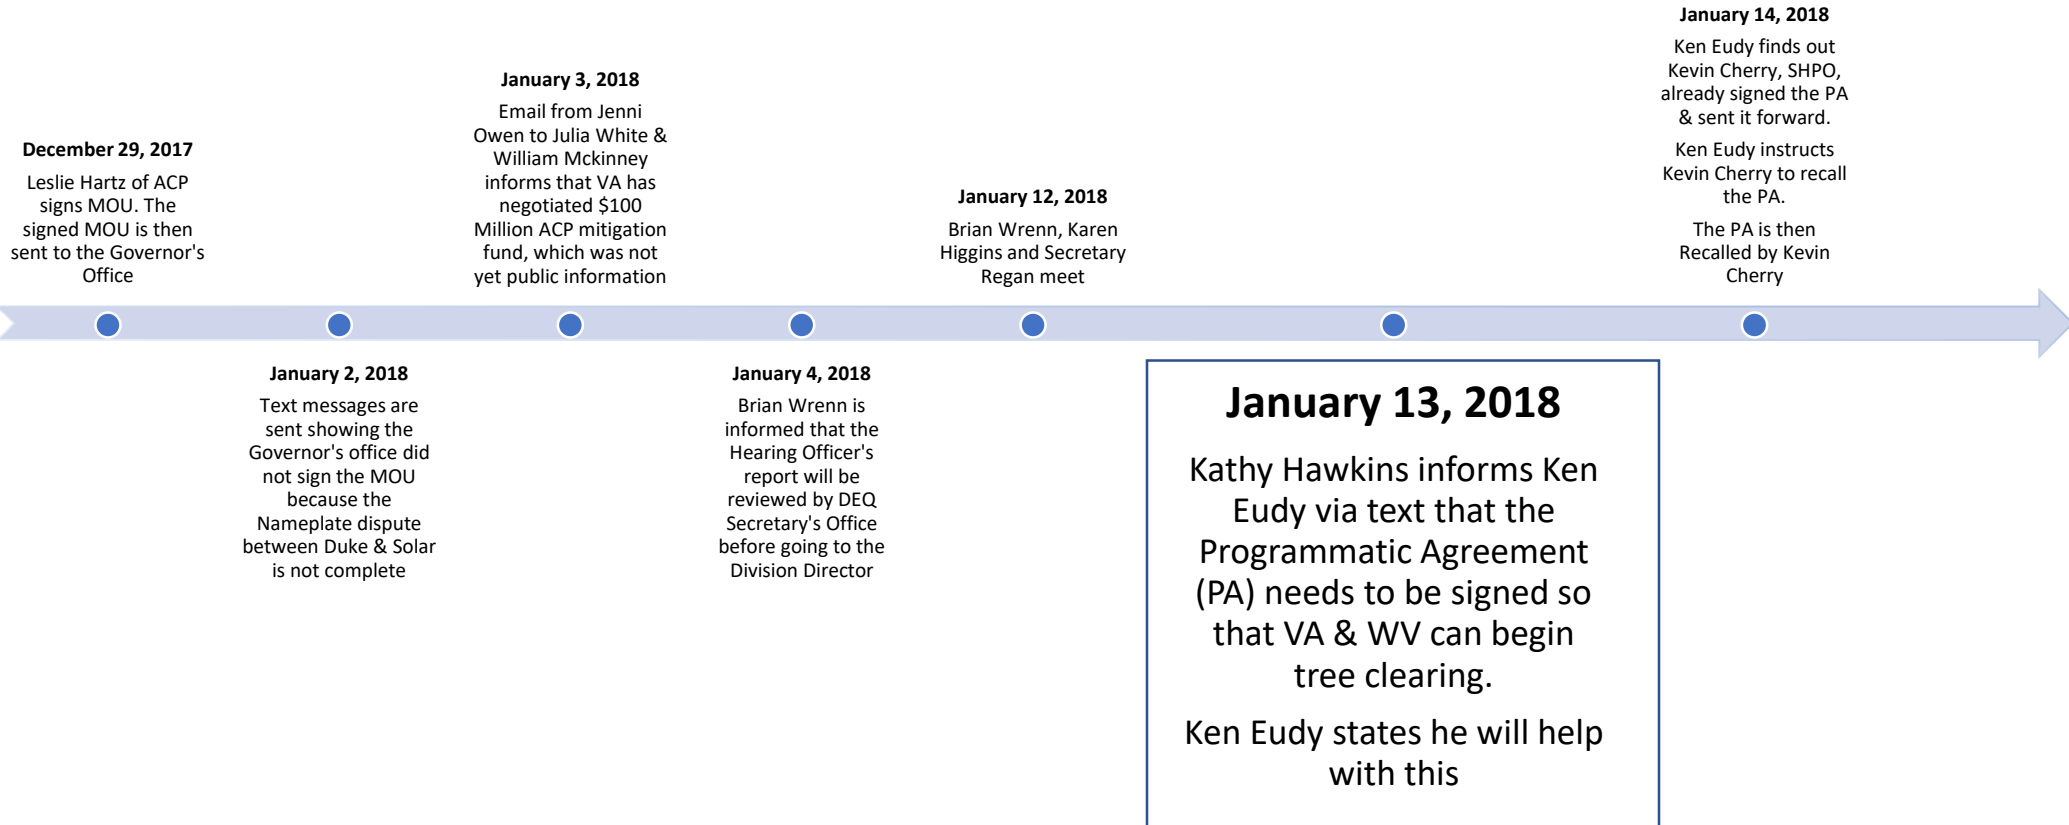 December 29, 2017
Leslie Hartz of ACP
signs MOU. The
signed MOU is then
sent to the Governor's
Office
January 2, 2018
Text messages are
sent showing the
Governor's office did
not sign the MOU
because the
Nameplate dispute
between Duke & Solar
is not complete
January 3, 2018
Email from Jenni
Owen to Julia White &
William Mckinney
informs that VA has
negotiated $100
Million ACP mitigation
fund, which was not
yet public information
January 4, 2018
Brian Wrenn is
informed that the
Hearing Officer's
report will be
reviewed by DEQ
Secretary's Office
before going to the
Division Director
January 12, 2018
Brian Wrenn, Karen
Higgins and Secretary
Regan meet
January 13, 2018
Kathy Hawkins informs Ken
Eudy via text that the
Programmatic Agreement
(PA) needs to be signed so
that VA & WV can begin
tree clearing.
Ken Eudy states he will help
with this
January 14, 2018
Ken Eudy finds out
Kevin Cherry, SHPO,
already signed the PA
& sent it forward.
Ken Eudy instructs
Kevin Cherry to recall
the PA.
The PA is then
Recalled by Kevin
Cherry